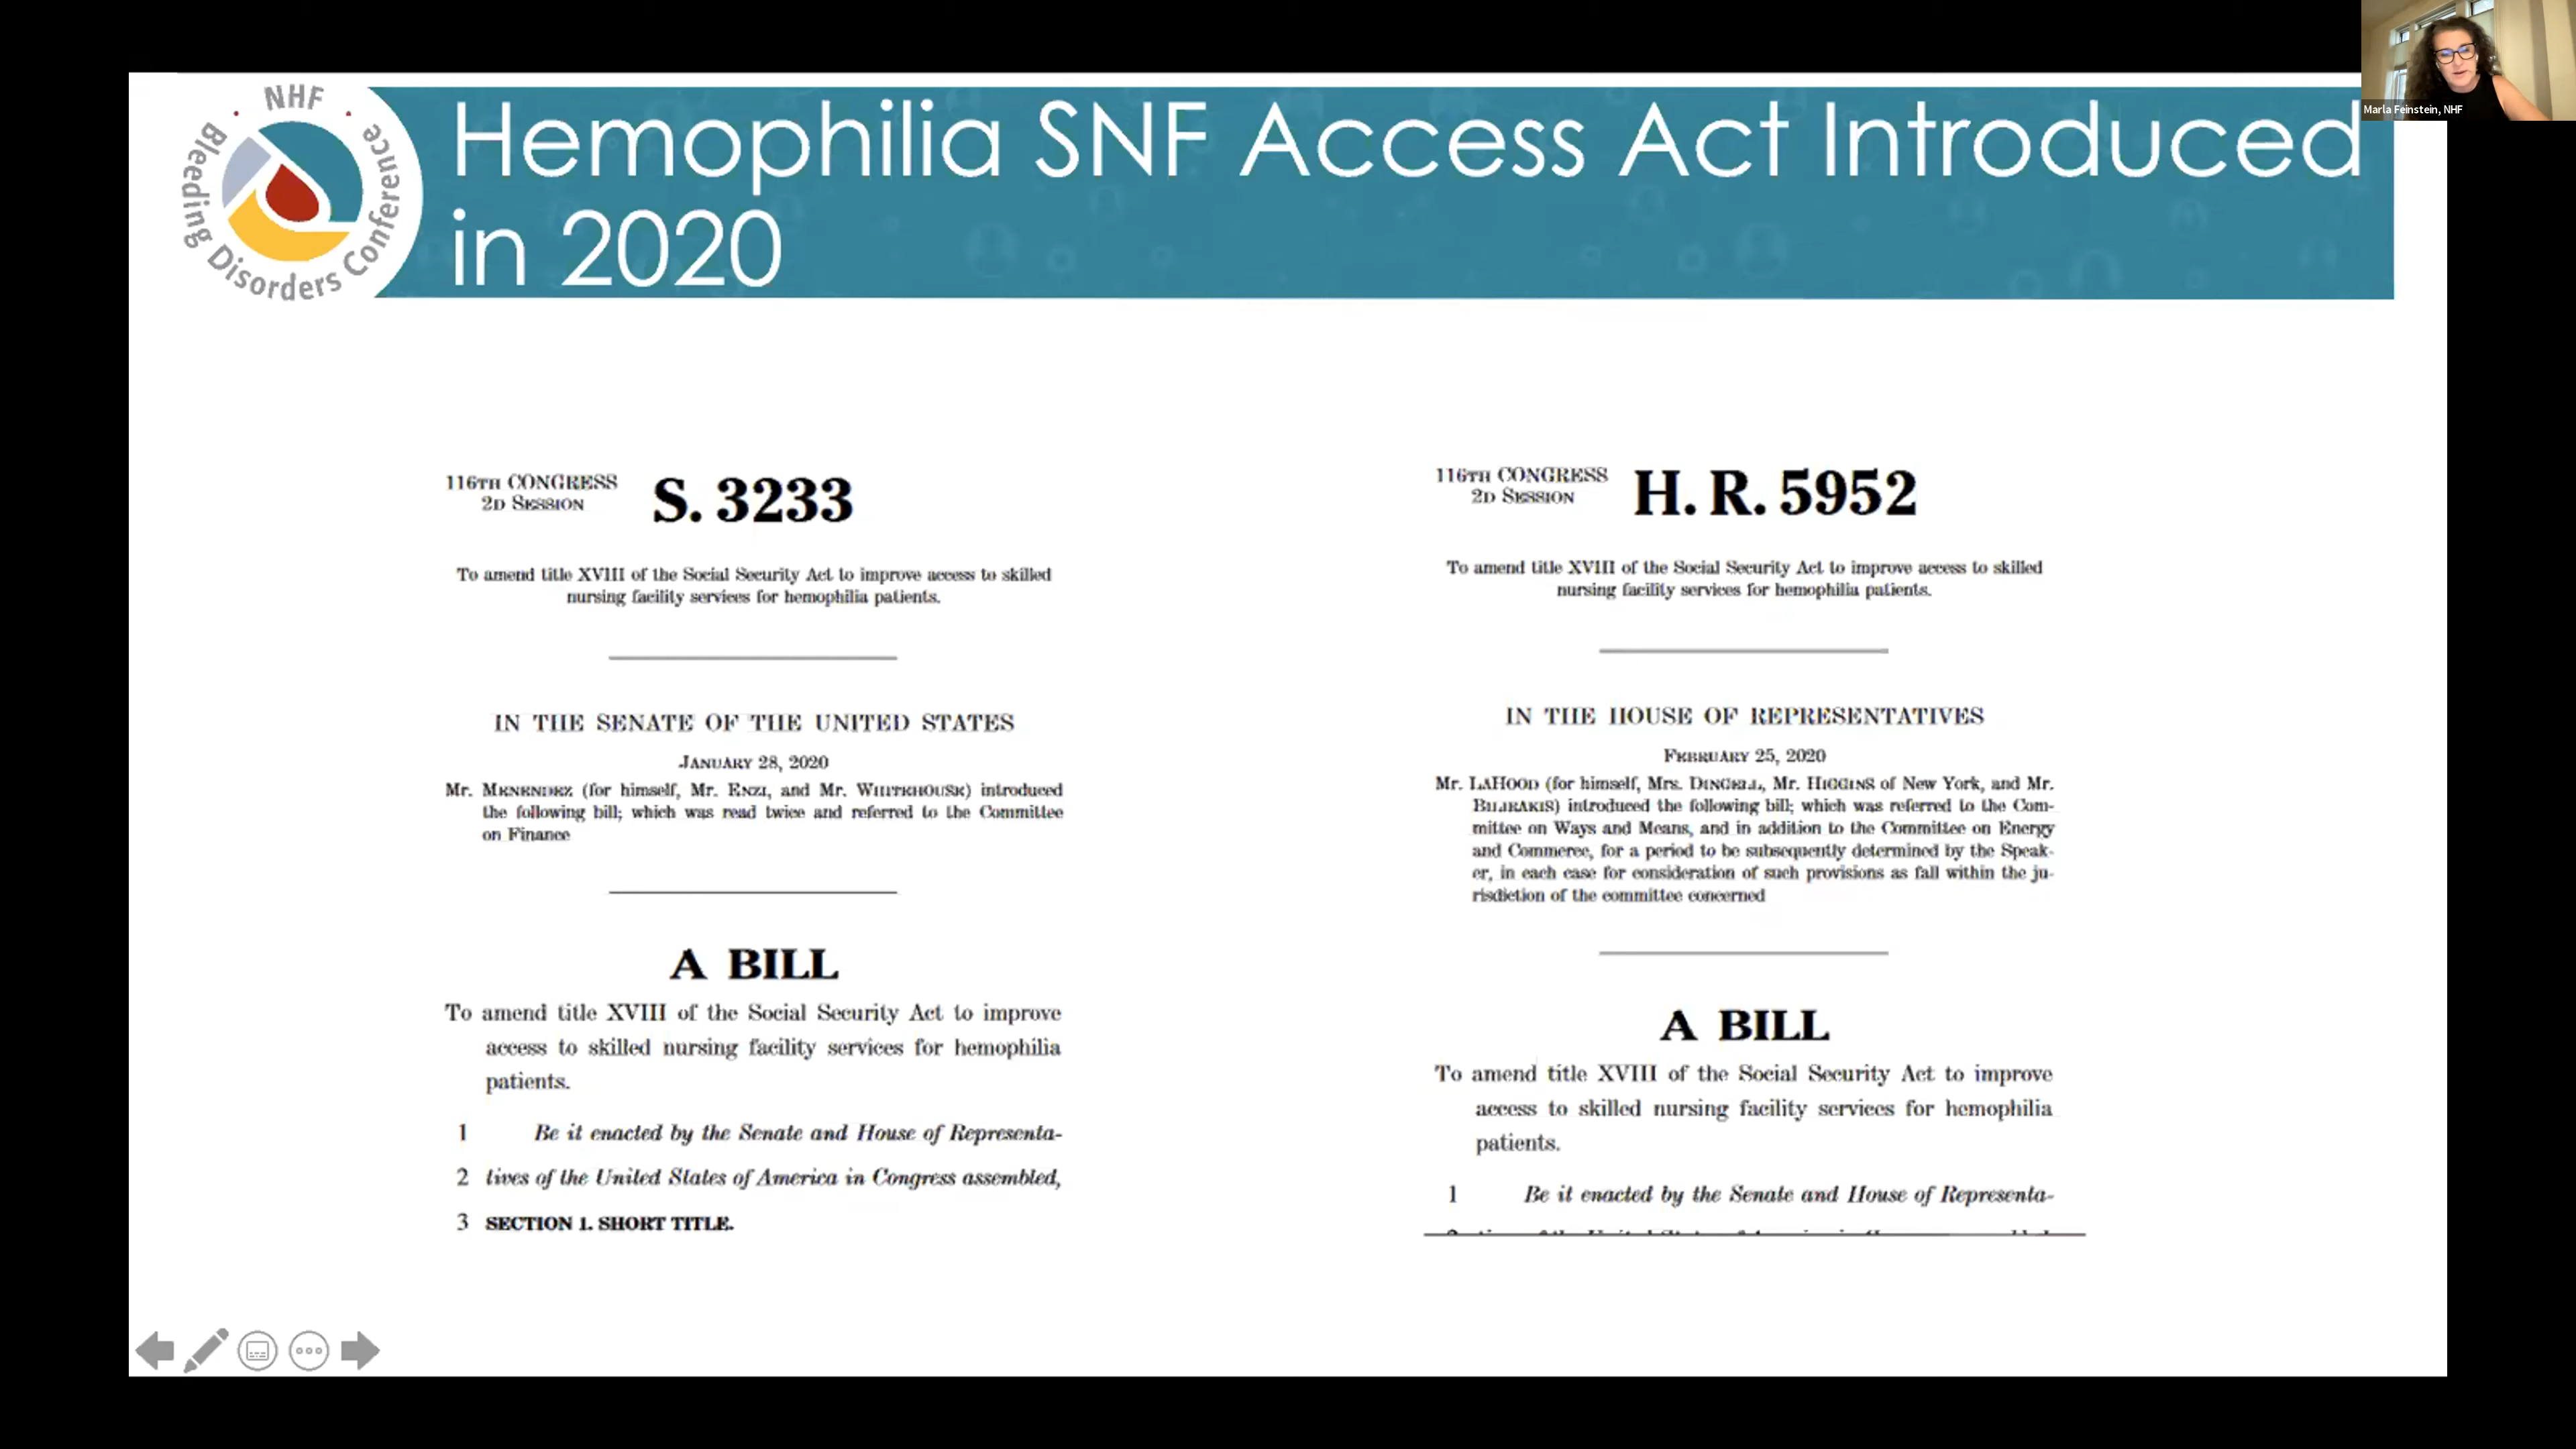 NHF
Bleeding Disorders Conference
Hemophilia SNF Access Act Introduced
in 2020
Marla Feinstein, NHF
116TH CONGRESS
2D SESSION
S. 3233
To amend title XVIII of the Social Security Act to improve access to skilled
nursing facility services for hemophilia patients.
IN THE SENATE OF THE UNITED STATES
JANUARY 28, 2020
Mr. MENENDEZ (for himself, Mr. ENZI, and Mr. WHITEHOUSE) introduced
the following bill; which was read twice and referred to the Committee
on Finance
A BILL
To amend title XVIII of the Social Security Act to improve
access to skilled nursing facility services for hemophilia
patients.
1 Be it enacted by the Senate and House of Representa-
2 tives of the United States of America in Congress assembled,
3 SECTION 1. SHORT TITLE.
116TH CONGRESS
2D SESSION
H. R. 5952
To amend title XVIII of the Social Security Act to improve access to skilled
nursing facility services for hemophilia patients.
IN THE HOUSE OF REPRESENTATIVES
FEBRUARY 25, 2020
Mr. LAHOOD (for himself, Mrs. DINGELL, Mr. HIGGINS of New York, and Mr.
BILIRAKIS) introduced the following bill; which was referred to the Com-
mittee on Ways and Means, and in addition to the Committee on Energy
and Commerce, for a period to be subsequently determined by the Speak-
er, in each case for consideration of such provisions as fall within the ju-
risdiction of the committee concerned
A BILL
To amend title XVIII of the Social Security Act to improve
access to skilled nursing facility services for hemophilia
patients.
1 Be it enacted by the Senate and House of Representa-